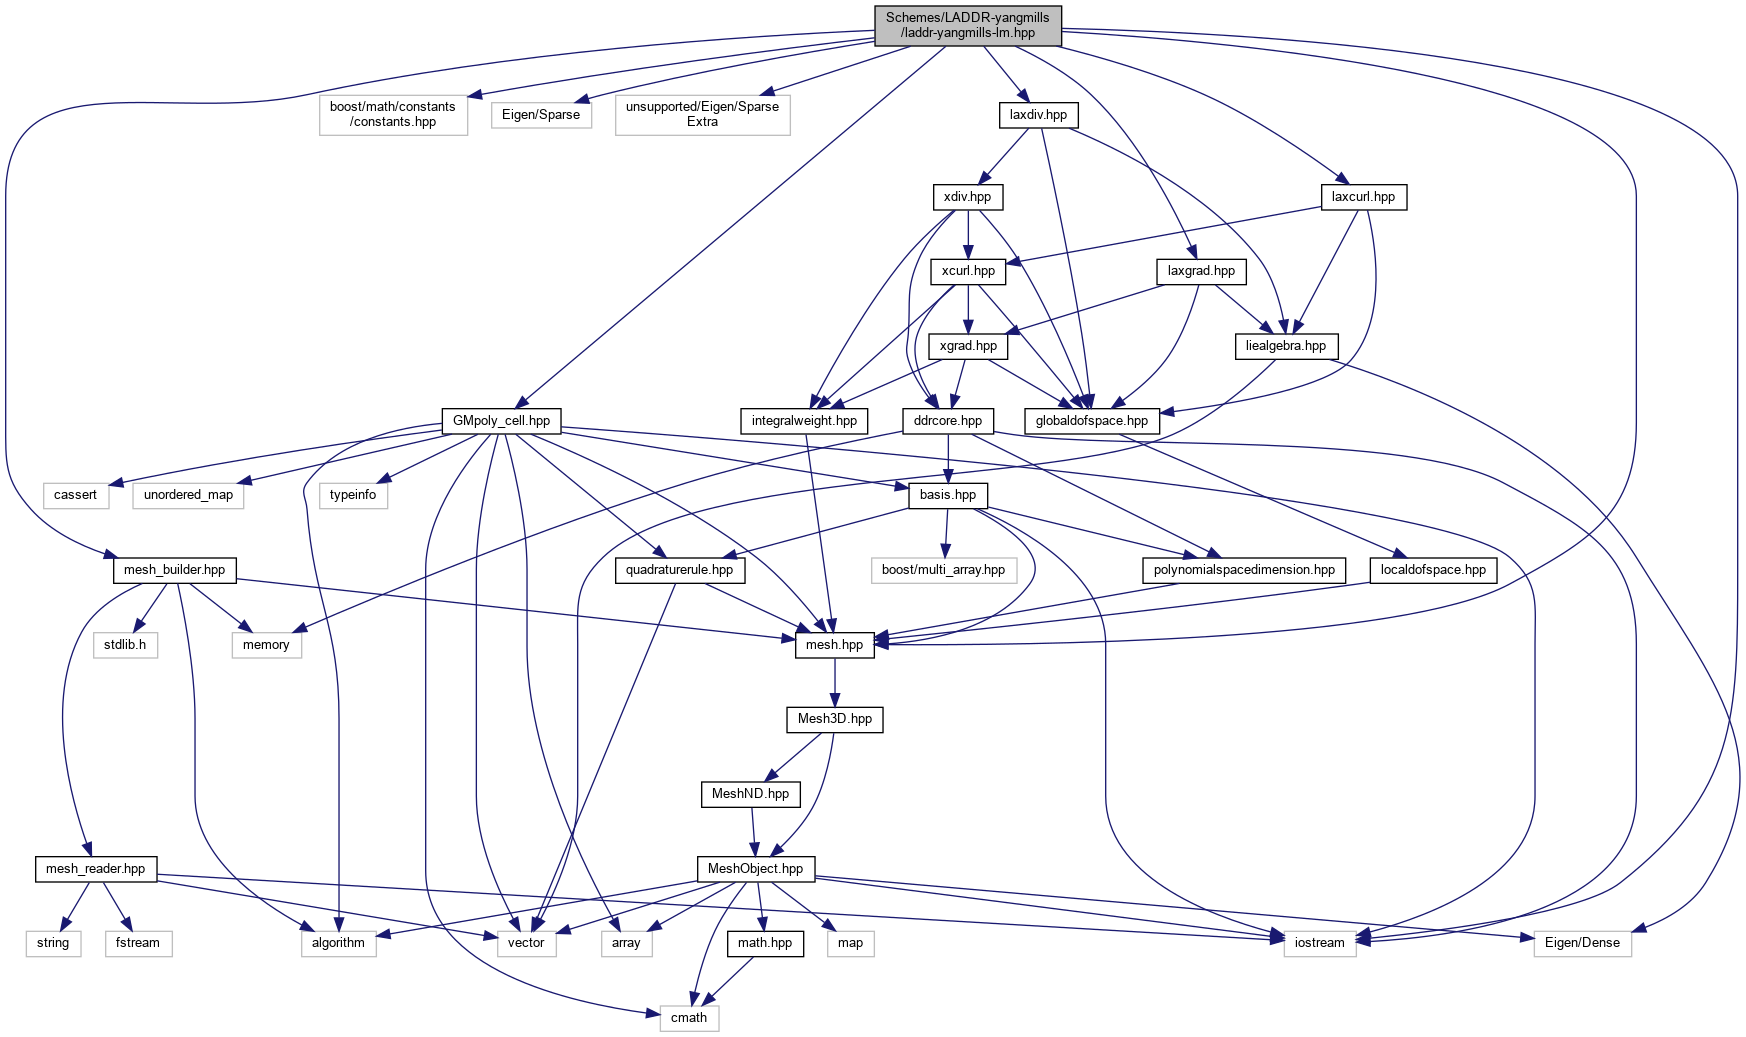 Schemes/LADDR-yangmills
/laddr-yangmills-lm.hpp
boost/math/constants
/constants.hpp
Eigen/Sparse
unsupported/Eigen/Sparse
Extra
laxdiv.hpp
xdiv.hpp
laxcurl.hpp
xcurl.hpp
laxgrad.hpp
xgrad.hpp
liealgebra.hpp
GMpoly_cell.hpp
integralweight.hpp
ddrcore.hpp
globaldofspace.hpp
cassert
unordered_map
typeinfo
basis.hpp
mesh_builder.hpp
quadraturerule.hpp
boost/multi_array.hpp
polynomialspacedimension.hpp
localdofspace.hpp
stdlib.h
memory
mesh.hpp
Mesh3D.hpp
MeshND.hpp
mesh_reader.hpp
MeshObject.hpp
string
fstream
algorithm
vector
array
math.hpp
map
iostream
Eigen/Dense
cmath